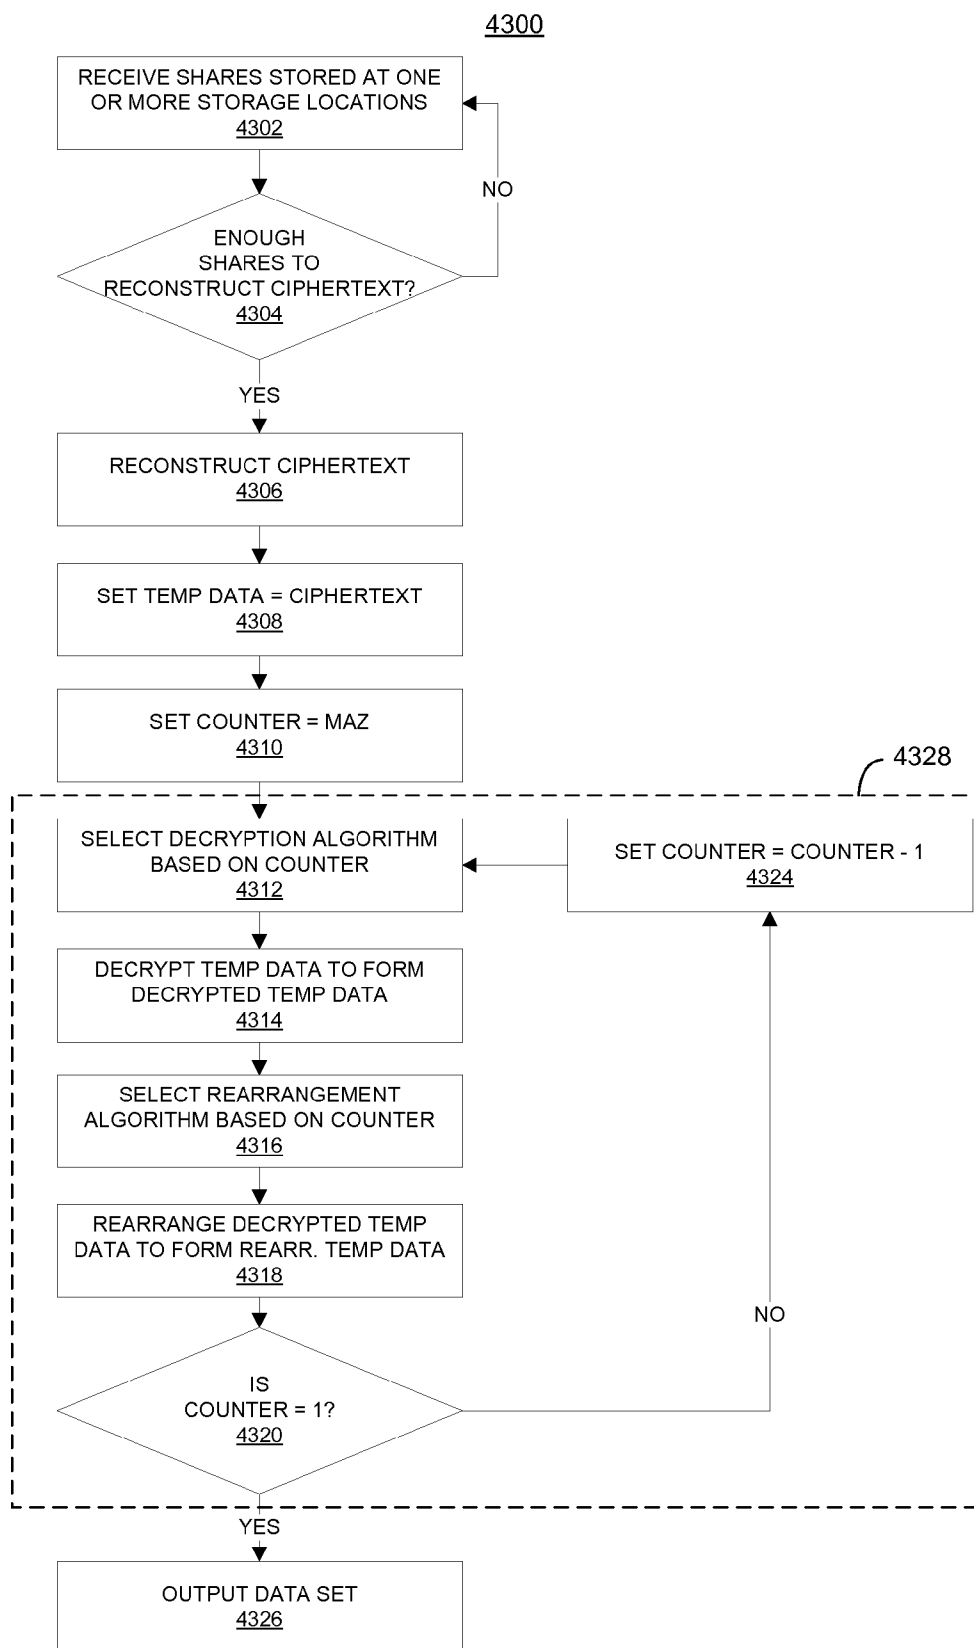 4300
RECEIVE SHARES STORED AT ONE
OR MORE STORAGE LOCATIONS
4302
NO
ENOUGH
SHARES TO
RECONSTRUCT CIPHERTEXT?
4304
YES
RECONSTRUCT CIPHERTEXT
4306
SET TEMP DATA = CIPHERTEXT
4308
SET COUNTER = MAZ
4310
4328
SELECT DECRYPTION ALGORITHM
BASED ON COUNTER
4312
SET COUNTER = COUNTER - 1
4324
DECRYPT TEMP DATA TO FORM
DECRYPTED TEMP DATA
4314
SELECT REARRANGEMENT
ALGORITHM BASED ON COUNTER
4316
REARRANGE DECRYPTED TEMP
DATA TO FORM REARR. TEMP DATA
4318
NO
IS
COUNTER = 1?
4320
YES
OUTPUT DATA SET
4326